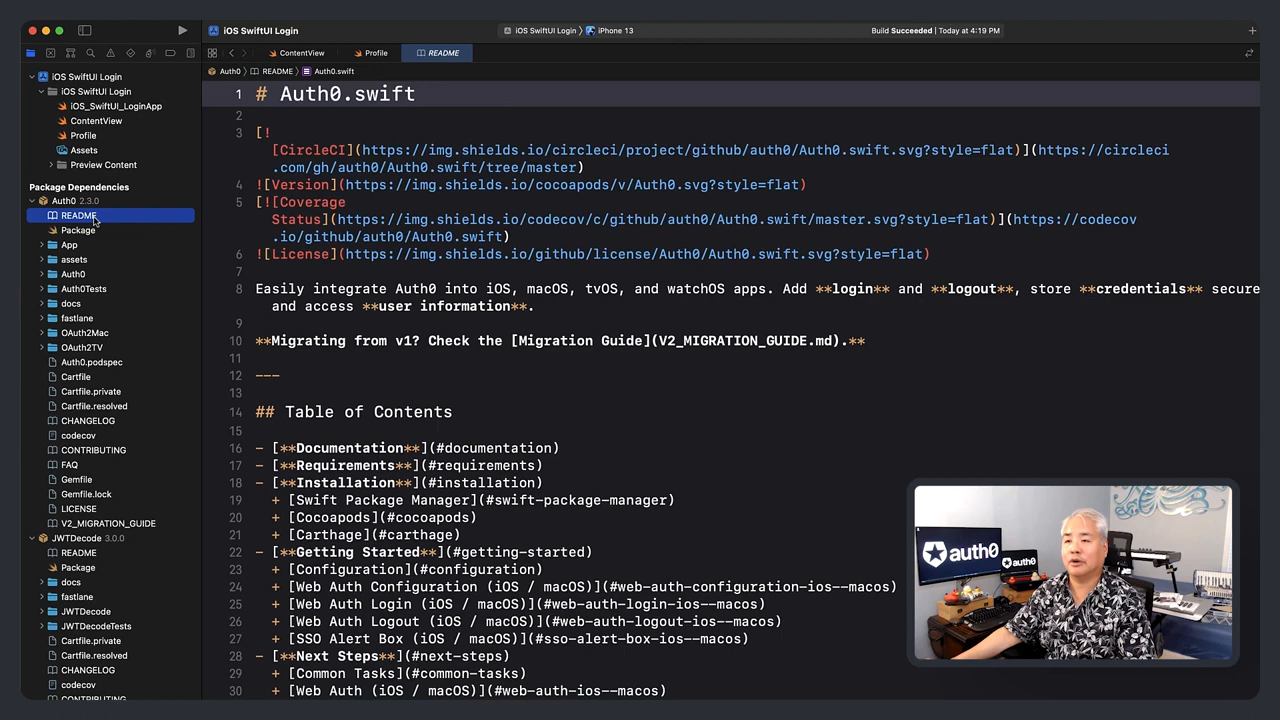 iOS SwiftUI Login
iOS SwiftUI Login
iPhone 13
Build Succeeded | Today at 4:19 PM
ContentView
Profile
README
Auth0
README
Auth0.swift
iOS SwiftUI Login
iOS SwiftUI Login
iOS_SwiftUI_LoginApp
ContentView
Profile
Assets
Preview Content
Package Dependencies
Auth0 2.3.0
README
Package
App
assets
Auth0
Auth0Tests
docs
fastlane
OAuth2Mac
OAuth2TV
Auth0.podspec
Cartfile
Cartfile.private
Cartfile.resolved
CHANGELOG
codecov
CONTRIBUTING
FAQ
Gemfile
Gemfile.lock
LICENSE
V2_MIGRATION_GUIDE
JWTDecode 3.0.0
README
Package
docs
fastlane
JWTDecode
JWTDecodeTests
Cartfile.private
Cartfile.resolved
CHANGELOG
codecov
CONTRIBUTING
1 # Auth0.swift
2
3 [!
[CircleCI](https://img.shields.io/circleci/project/github/auth0/Auth0.swift.svg?style=flat)](https://circleci
.com/gh/auth0/Auth0.swift/tree/master)
4 ![Version](https://img.shields.io/cocoapods/v/Auth0.svg?style=flat)
5 [![Coverage
Status](https://img.shields.io/codecov/c/github/auth0/Auth0.swift/master.svg?style=flat)](https://codecov
.io/github/auth0/Auth0.swift)
6 ![License](https://img.shields.io/github/license/Auth0/Auth0.swift.svg?style=flat)
7
8 Easily integrate Auth0 into iOS, macOS, tvOS, and watchOS apps. Add **login** and **logout**, store **credentials** secure
and access **user information**.
9
10 **Migrating from v1? Check the [Migration Guide](V2_MIGRATION_GUIDE.md).**
11
12 ---
13
14 ## Table of Contents
15
16 - [**Documentation**](#documentation)
17 - [**Requirements**](#requirements)
18 - [**Installation**](#installation)
19 + [Swift Package Manager](#swift-package-manager)
20 + [Cocoapods](#cocoapods)
21 + [Carthage](#carthage)
22 - [**Getting Started**](#getting-started)
23 + [Configuration](#configuration)
24 + [Web Auth Configuration (iOS / macOS)](#web-auth-configuration-ios--macos)
25 + [Web Auth Login (iOS / macOS)](#web-auth-login-ios--macos)
26 + [Web Auth Logout (iOS / macOS)](#web-auth-logout-ios--macos)
27 + [SSO Alert Box (iOS / macOS)](#sso-alert-box-ios--macos)
28 - [**Next Steps**](#next-steps)
29 + [Common Tasks](#common-tasks)
30 + [Web Auth (iOS / macOS)](#web-auth-ios--macos)
auth0
auth0